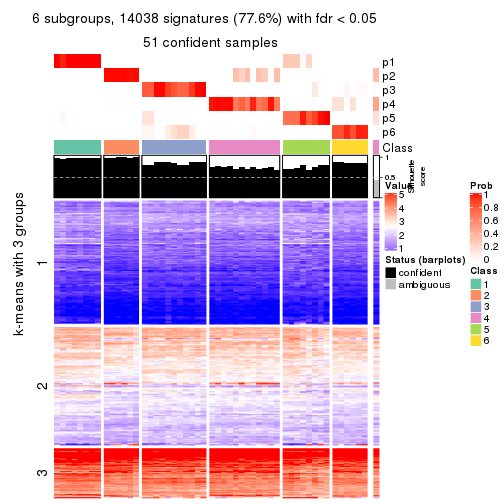 6 subgroups, 14038 signatures (77.6%) with fdr < 0.05
51 confident samples
p1
p2
p3
p4
p5
p6
Class
1
0.5
Silhouette
score
k-means with 3 groups
1
2
3
Value
5
4
3
2
1
Status (barplots)
confident
ambiguous
Prob
1
0.8
0.6
0.4
0.2
0
Class
1
2
3
4
5
6